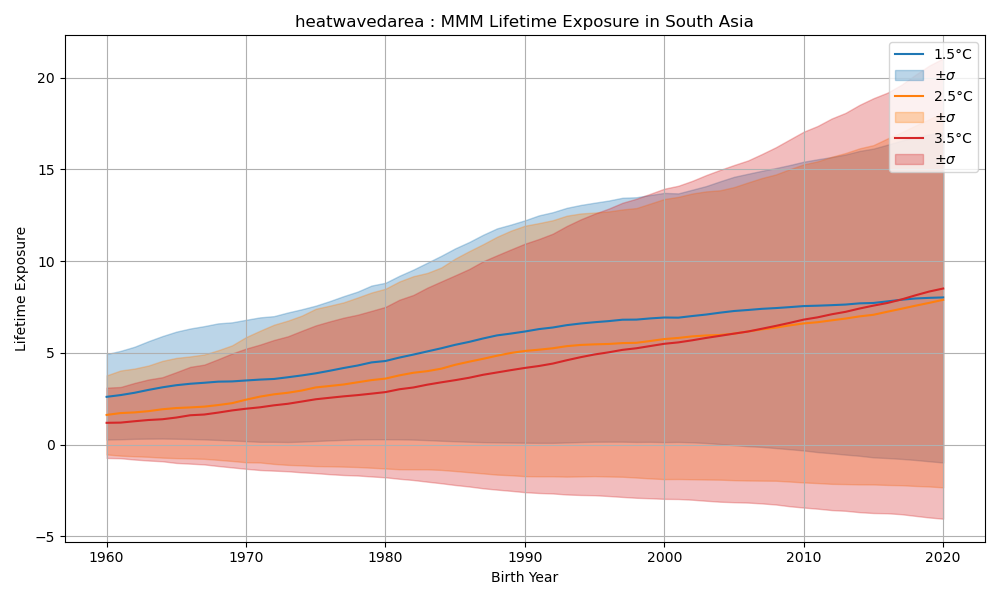 heatwavedarea : MMM Lifetime Exposure in South Asia
1.5°C
±σ
2.5°C
±σ
3.5°C
±σ
Lifetime Exposure
20
15
10
5
0
−5
1960
1970
1980
1990
2000
2010
2020
Birth Year